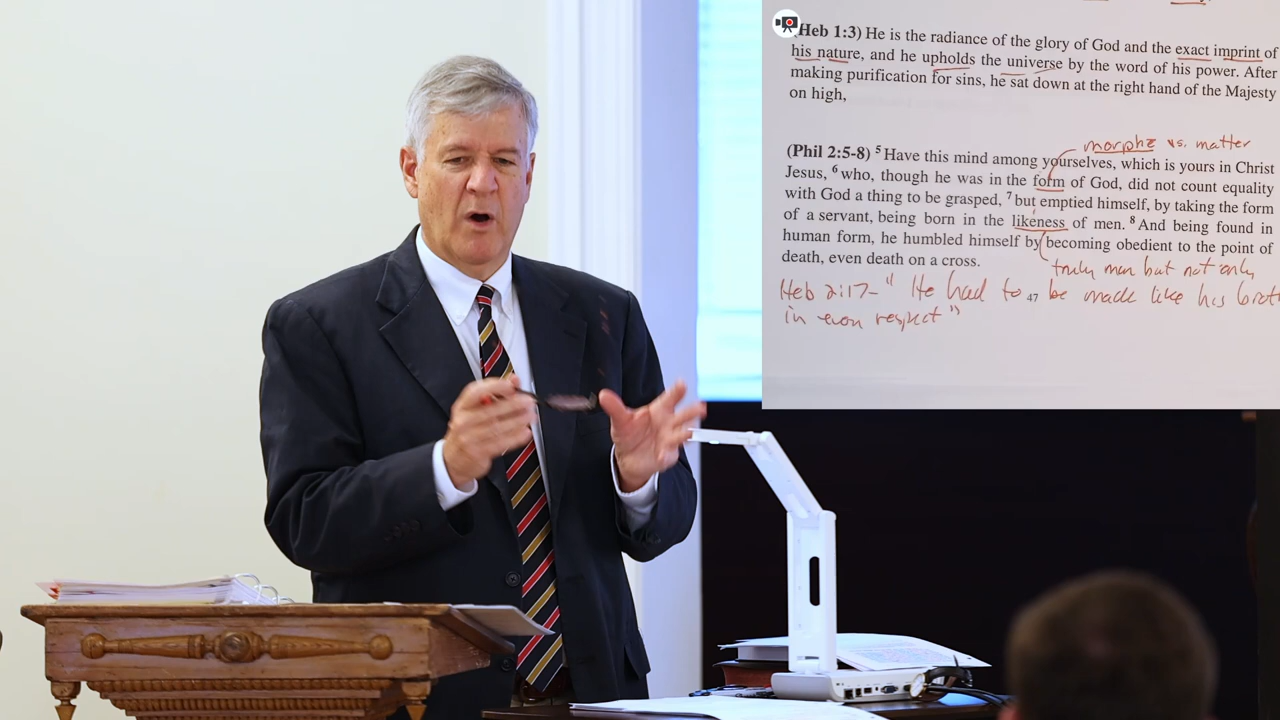 (Heb 1:3) He is the radiance of the glory of God and the exact imprint of
his nature, and he upholds the universe by the word of his power. After
making purification for sins, he sat down at the right hand of the Majesty
on high,
morphē vs. matter
(Phil 2:5-8) ⁵ Have this mind among yourselves, which is yours in Christ
Jesus, ⁶ who, though he was in the form of God, did not count equality
with God a thing to be grasped, ⁷ but emptied himself, by taking the form
of a servant, being born in the likeness of men. ⁸ And being found in
human form, he humbled himself by becoming obedient to the point of
death, even death on a cross.
truly man but not only
Heb 2:17- "He had to be made like his
47
in every respect"